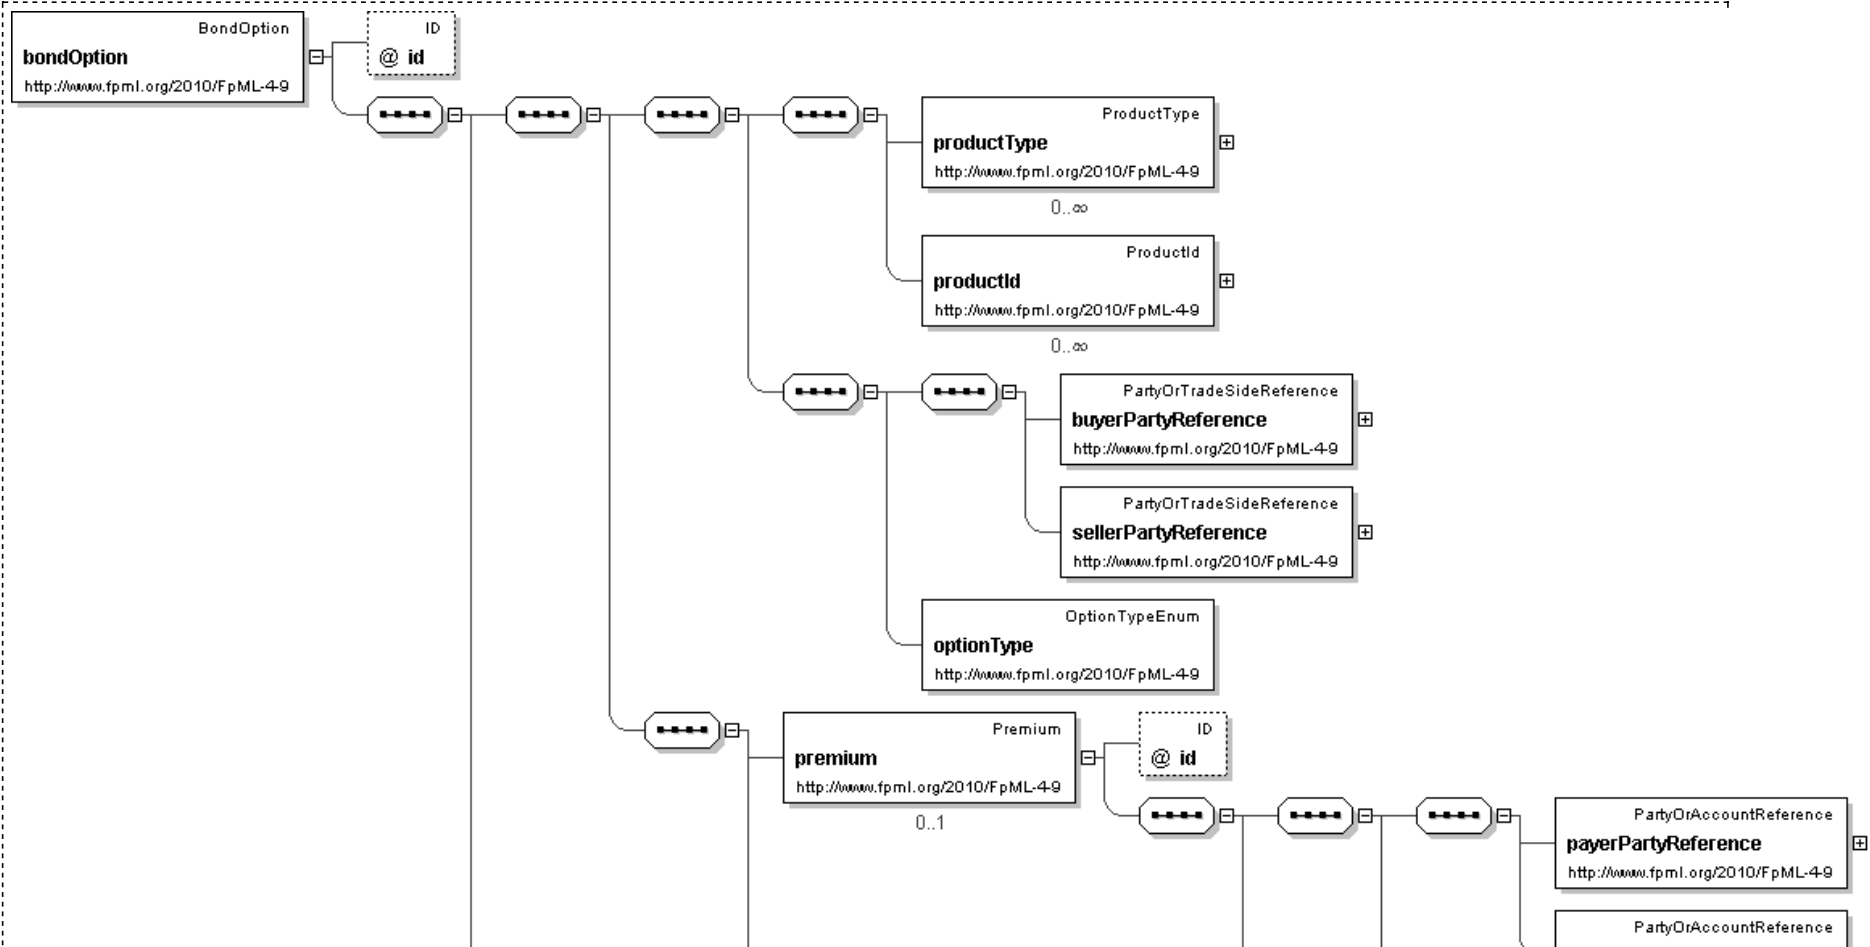 BondOption
bondOption
http://www.fpml.org/2010/FpML-4-9
ID
@ id
ProductType
productType
http://www.fpml.org/2010/FpML-4-9
0..∞
ProductId
productId
http://www.fpml.org/2010/FpML-4-9
0..∞
PartyOrTradeSideReference
buyerPartyReference
http://www.fpml.org/2010/FpML-4-9
PartyOrTradeSideReference
sellerPartyReference
http://www.fpml.org/2010/FpML-4-9
OptionTypeEnum
optionType
http://www.fpml.org/2010/FpML-4-9
Premium
premium
http://www.fpml.org/2010/FpML-4-9
0..1
ID
@ id
PartyOrAccountReference
payerPartyReference
http://www.fpml.org/2010/FpML-4-9
PartyOrAccountReference